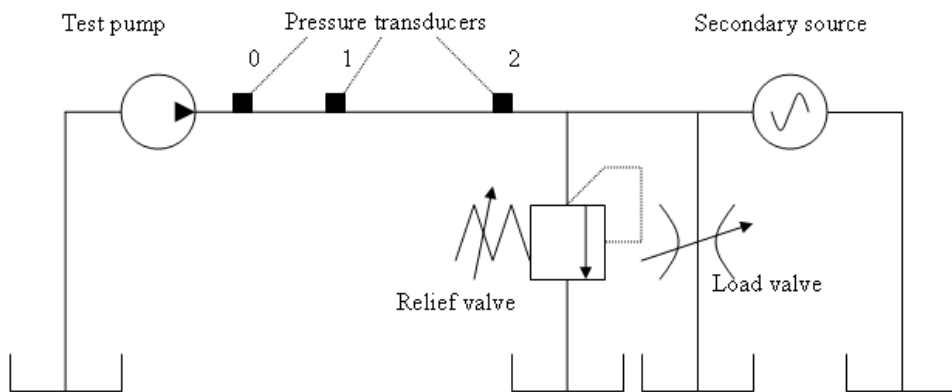 Test pump
Pressure transducers
Secondary source
0
1
2
Relief valve
Load valve